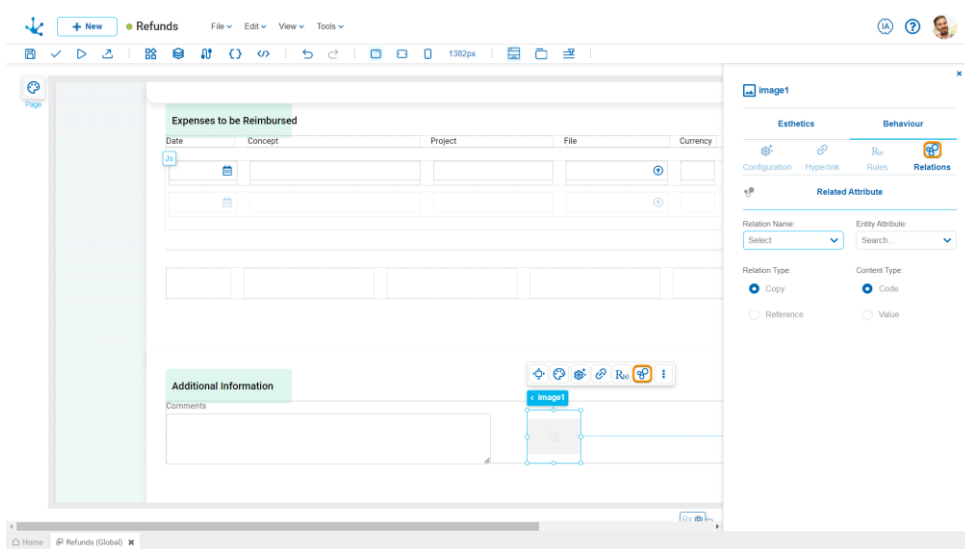 + New
Refunds
File
Edit
View
Tools
IA
?
1382px
Page
Expenses to be Reimbursed
Date
Concept
Project
File
Currency
Js
Additional Information
Comments
R(x)
< image1
image1
Esthetics
Behaviour
Configuration
Hyperlink
Rules
Relations
Related Attribute
Relation Name:
Entity Attribute:
Select
Search...
Relation Type:
Content Type:
Copy
Code
Reference
Value
Home
Refunds (Global)